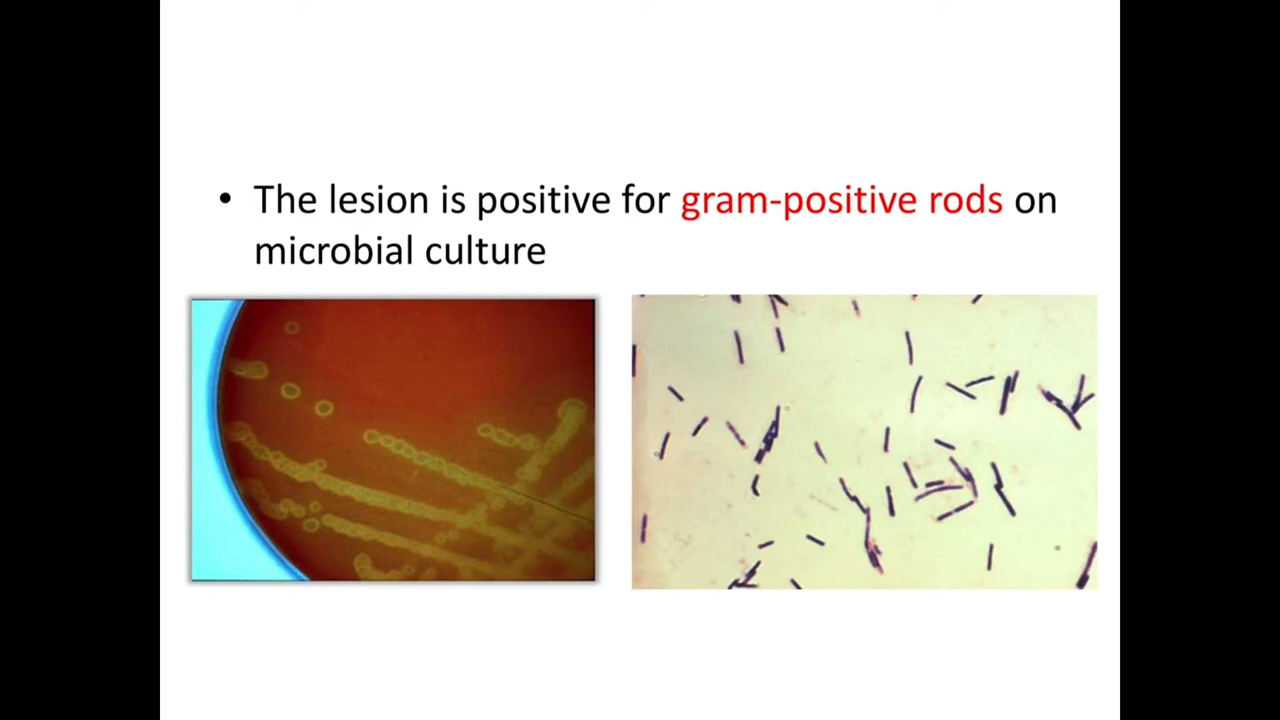 • The lesion is positive for gram-positive rods on
microbial culture